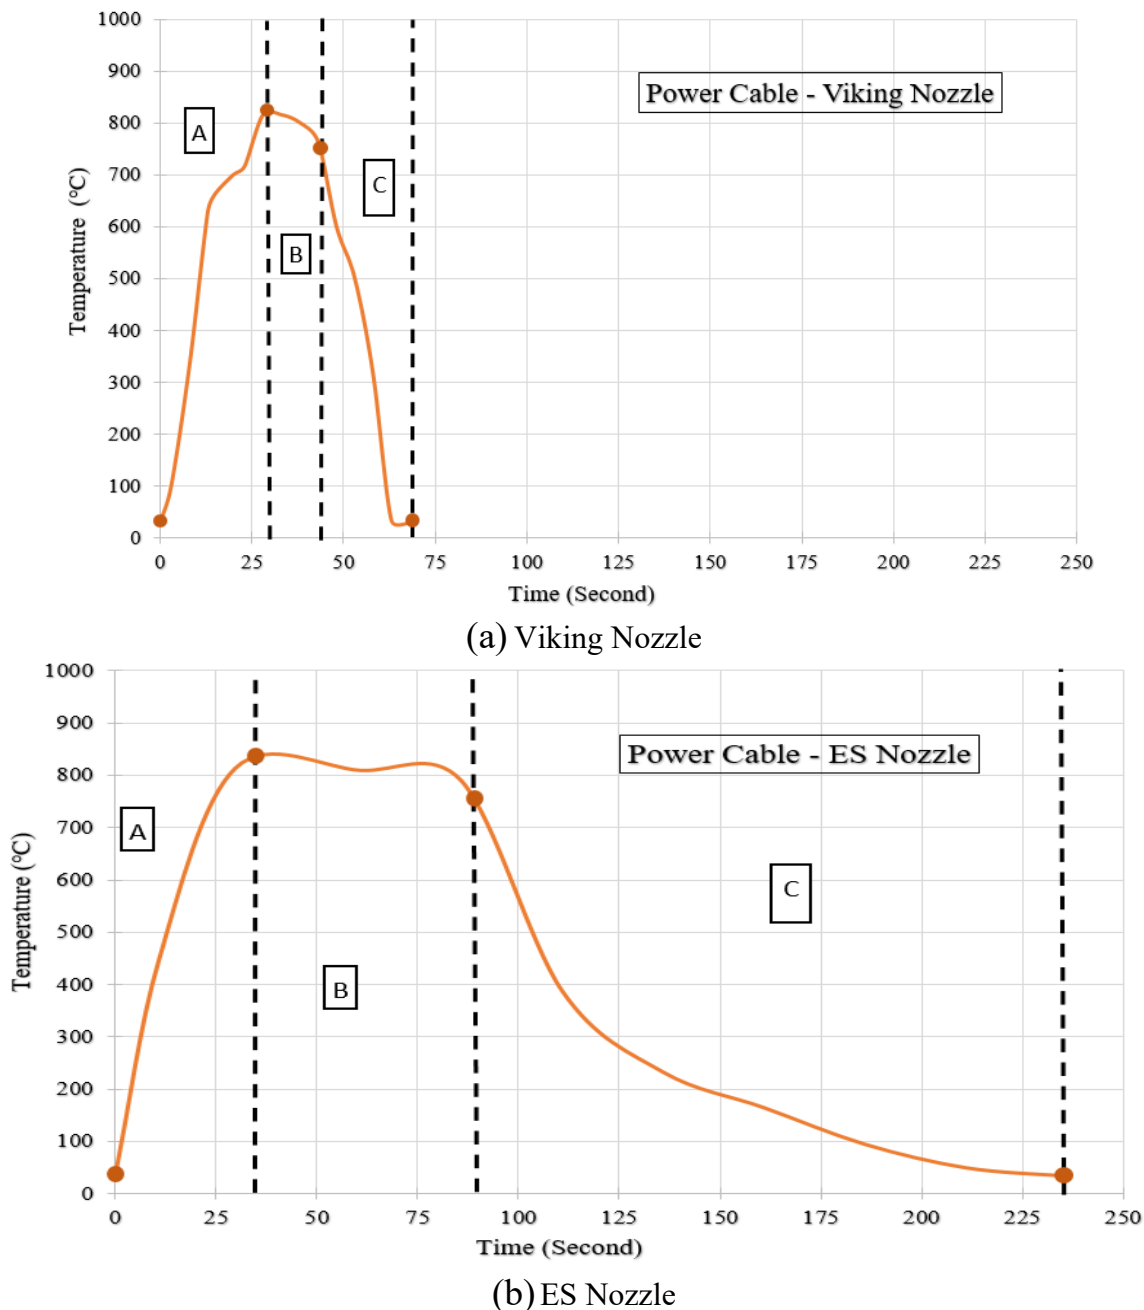 1000
900
800
700
600
500
400
300
200
100
0
Temperature (°C)
A
B
C
Power Cable - Viking Nozzle
0 25 50 75 100 125 150 175 200 225 250
Time (Second)
(a) Viking Nozzle
1000
900
800
700
600
500
400
300
200
100
0
Temperature (°C)
A
B
C
Power Cable - ES Nozzle
0 25 50 75 100 125 150 175 200 225 250
Time (Second)
(b) ES Nozzle